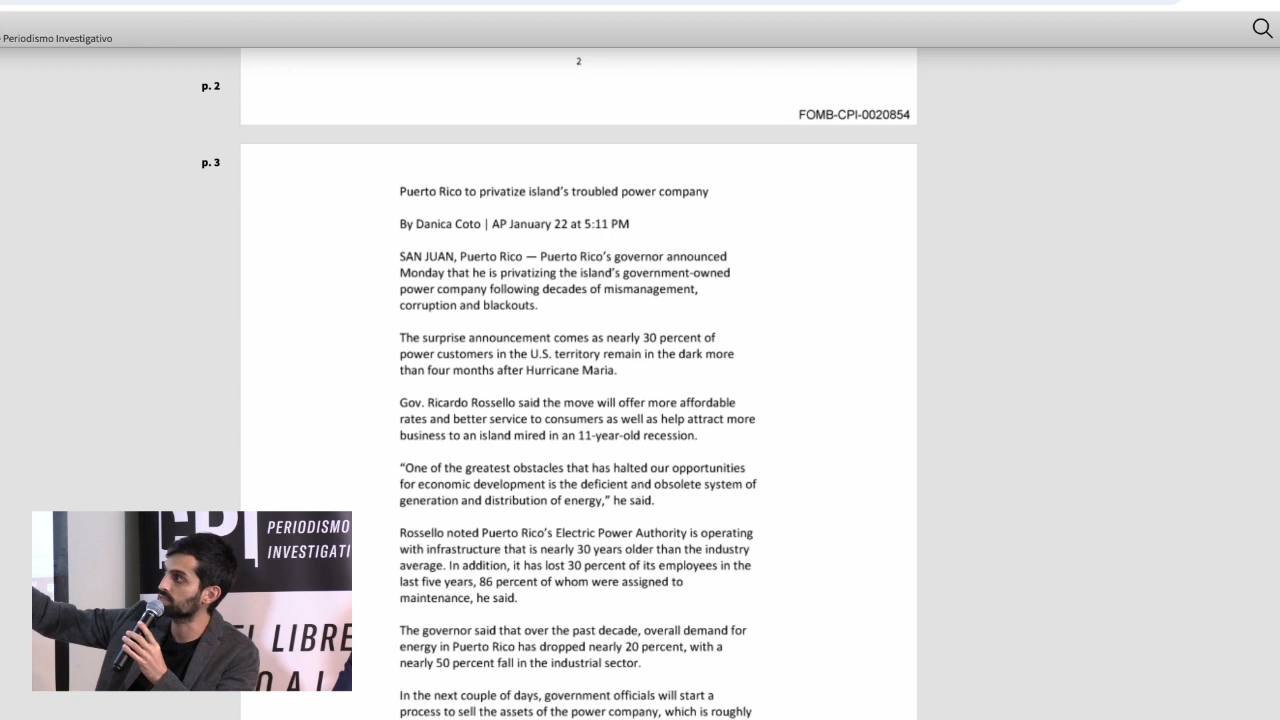 Periodismo Investigativo
2
p. 2
FOMB-CPI-0020854
p. 3
Puerto Rico to privatize island’s troubled power company
By Danica Coto | AP January 22 at 5:11 PM
SAN JUAN, Puerto Rico — Puerto Rico’s governor announced
Monday that he is privatizing the island’s government-owned
power company following decades of mismanagement,
corruption and blackouts.
The surprise announcement comes as nearly 30 percent of
power customers in the U.S. territory remain in the dark more
than four months after Hurricane Maria.
Gov. Ricardo Rossello said the move will offer more affordable
rates and better service to consumers as well as help attract more
business to an island mired in an 11-year-old recession.
“One of the greatest obstacles that has halted our opportunities
for economic development is the deficient and obsolete system of
generation and distribution of energy,” he said.
Rossello noted Puerto Rico’s Electric Power Authority is operating
with infrastructure that is nearly 30 years older than the industry
average. In addition, it has lost 30 percent of its employees in the
last five years, 86 percent of whom were assigned to
maintenance, he said.
The governor said that over the past decade, overall demand for
energy in Puerto Rico has dropped nearly 20 percent, with a
nearly 50 percent fall in the industrial sector.
In the next couple of days, government officials will start a
process to sell the assets of the power company, which is roughly
CPI
PERIODISMO
INVESTIGATI
EL LIBRE